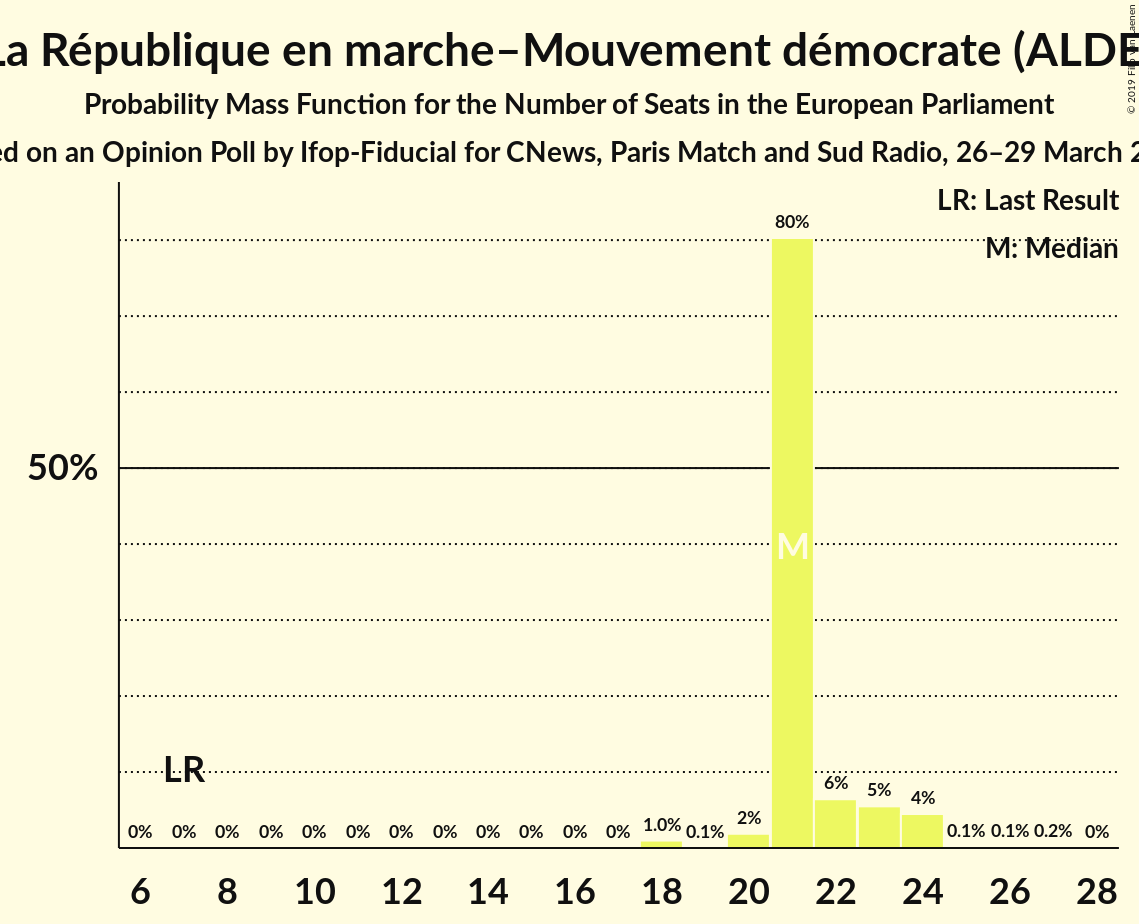 La République en marche–Mouvement démocrate (ALDE
Probability Mass Function for the Number of Seats in the European Parliament
ed on an Opinion Poll by Ifop-Fiducial for CNews, Paris Match and Sud Radio, 26–29 March 2
LR: Last Result
M: Median
80%
50%
M
LR
0% 0% 0% 0% 0% 0% 0% 0% 0% 0% 0% 0% 1.0% 0.1% 2% 6% 5% 4% 0.1% 0.1% 0.2% 0%
6 8 10 12 14 16 18 20 22 24 26 28
© 2019